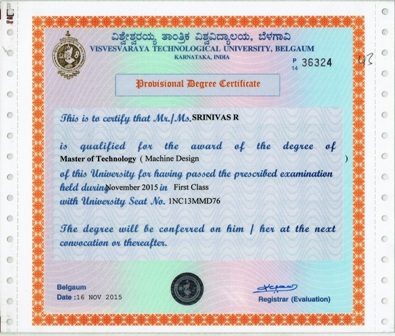 ವಿಶ್ವೇಶ್ವರಯ್ಯ ತಾಂತ್ರಿಕ ವಿಶ್ವವಿದ್ಯಾಲಯ, ಬೆಳಗಾವಿ
VISVESVARAYA TECHNOLOGICAL UNIVERSITY, BELGAUM
KARNATAKA, INDIA
P/14 36324
93
Provisional Degree Certificate
This is to certify that Mr./Ms. SRINIVAS R
is qualified for the award of the degree of
Master of Technology ( Machine Design )
of this University for having passed the prescribed examination
held during November 2015 in First Class
with University Seat No. 1NC13MMD76
The degree will be conferred on him / her at the next
convocation or thereafter.
Belgaum
Date : 16 NOV 2015
Registrar (Evaluation)